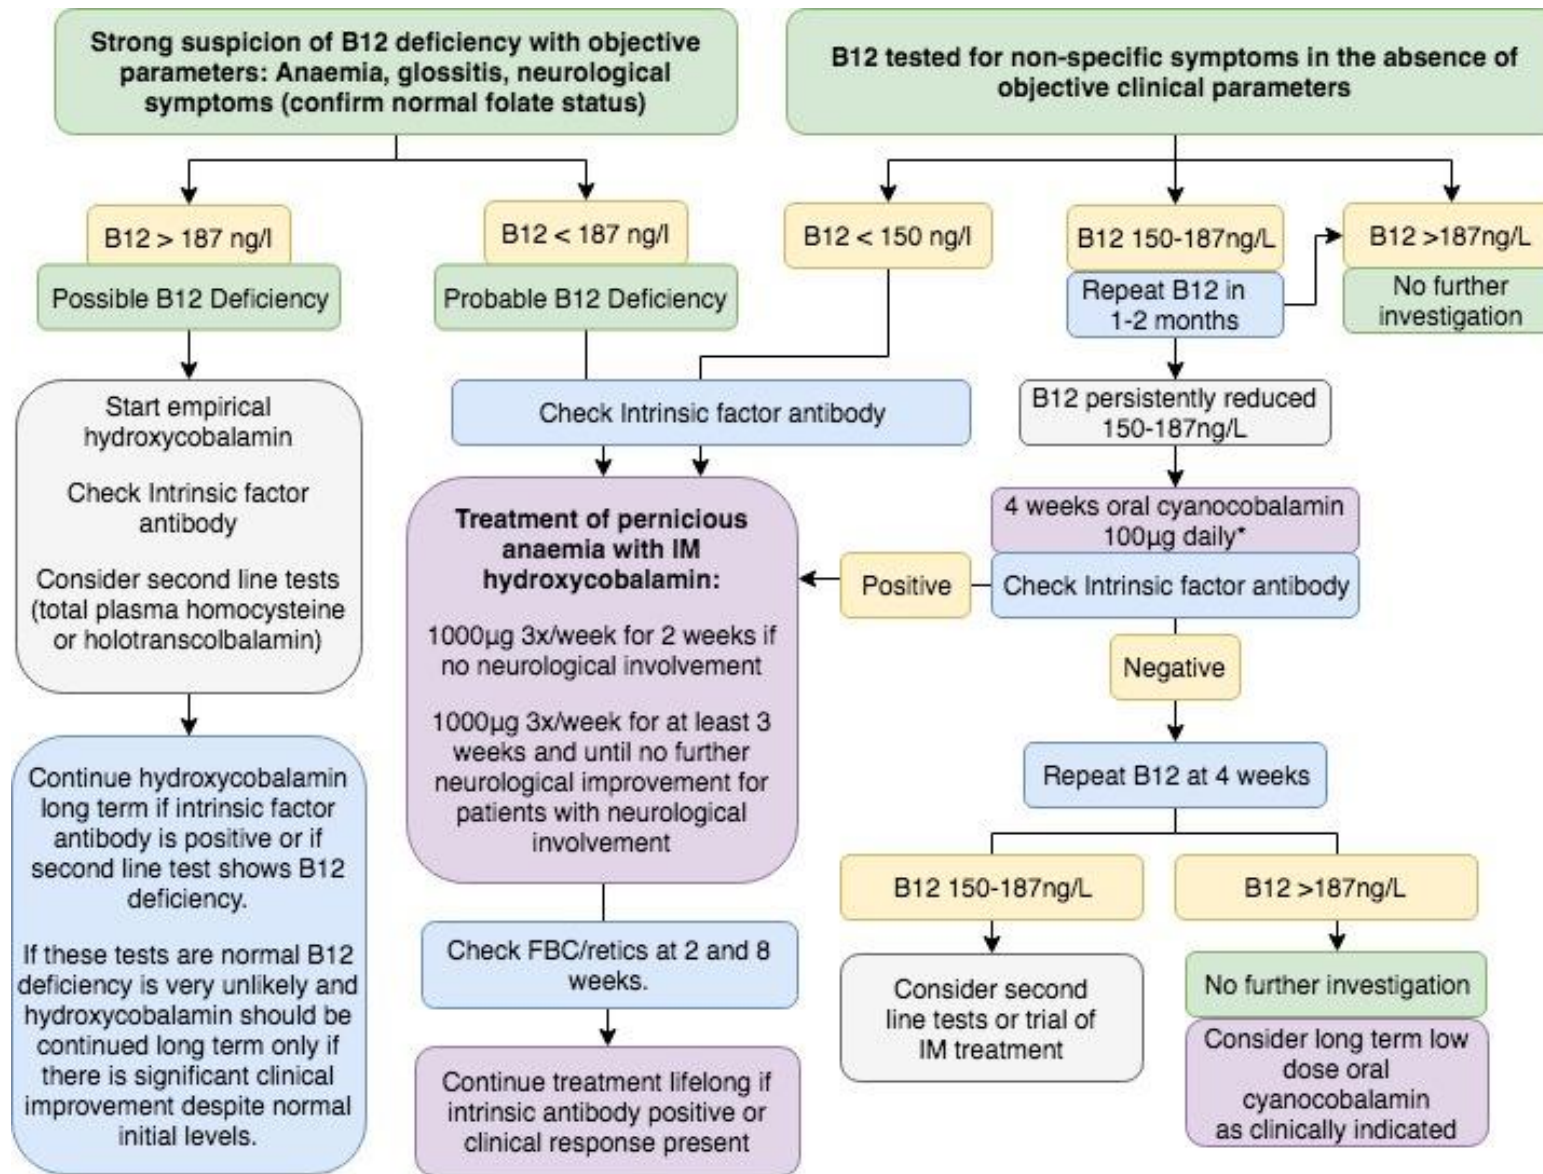 Strong suspicion of B12 deficiency with objective
parameters: Anaemia, glossitis, neurological
symptoms (confirm normal folate status)
B12 tested for non-specific symptoms in the absence of
objective clinical parameters
B12 > 187 ng/l
Possible B12 Deficiency
B12 < 187 ng/l
Probable B12 Deficiency
B12 < 150 ng/l
B12 150-187ng/L
Repeat B12 in
1-2 months
B12 >187ng/L
No further
investigation
Start empirical
hydroxycobalamin
Check Intrinsic factor
antibody
Consider second line tests
(total plasma homocysteine
or holotranscolbalamin)
Continue hydroxycobalamin
long term if intrinsic factor
antibody is positive or if
second line test shows B12
deficiency.
If these tests are normal B12
deficiency is very unlikely and
hydroxycobalamin should be
continued long term only if
there is significant clinical
improvement despite normal
initial levels.
Check Intrinsic factor antibody
Treatment of pernicious
anaemia with IM
hydroxycobalamin:
1000µg 3x/week for 2 weeks if
no neurological involvement
1000µg 3x/week for at least 3
weeks and until no further
neurological improvement for
patients with neurological
involvement
Check FBC/retics at 2 and 8
weeks.
Continue treatment lifelong if
intrinsic antibody positive or
clinical response present
B12 persistently reduced
150-187ng/L
4 weeks oral cyanocobalamin
100µg daily*
Check Intrinsic factor antibody
Positive
Negative
Repeat B12 at 4 weeks
B12 150-187ng/L
Consider second
line tests or trial of
IM treatment
B12 >187ng/L
No further investigation
Consider long term low
dose oral
cyanocobalamin
as clinically indicated